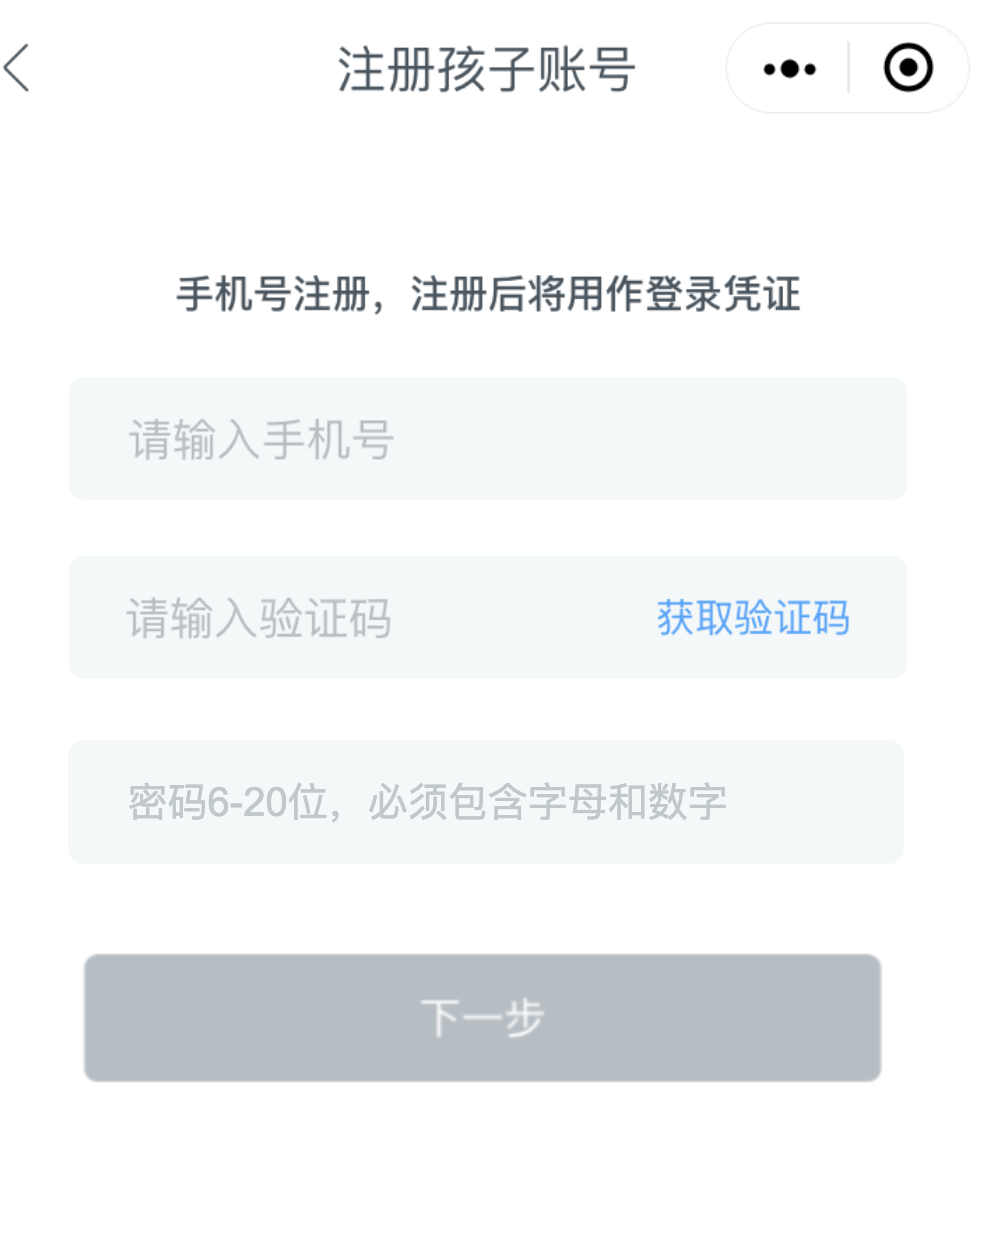 注册孩子账号
手机号注册，注册后将用作登录凭证
请输入手机号
请输入验证码 获取验证码
密码6-20位，必须包含字母和数字
下一步